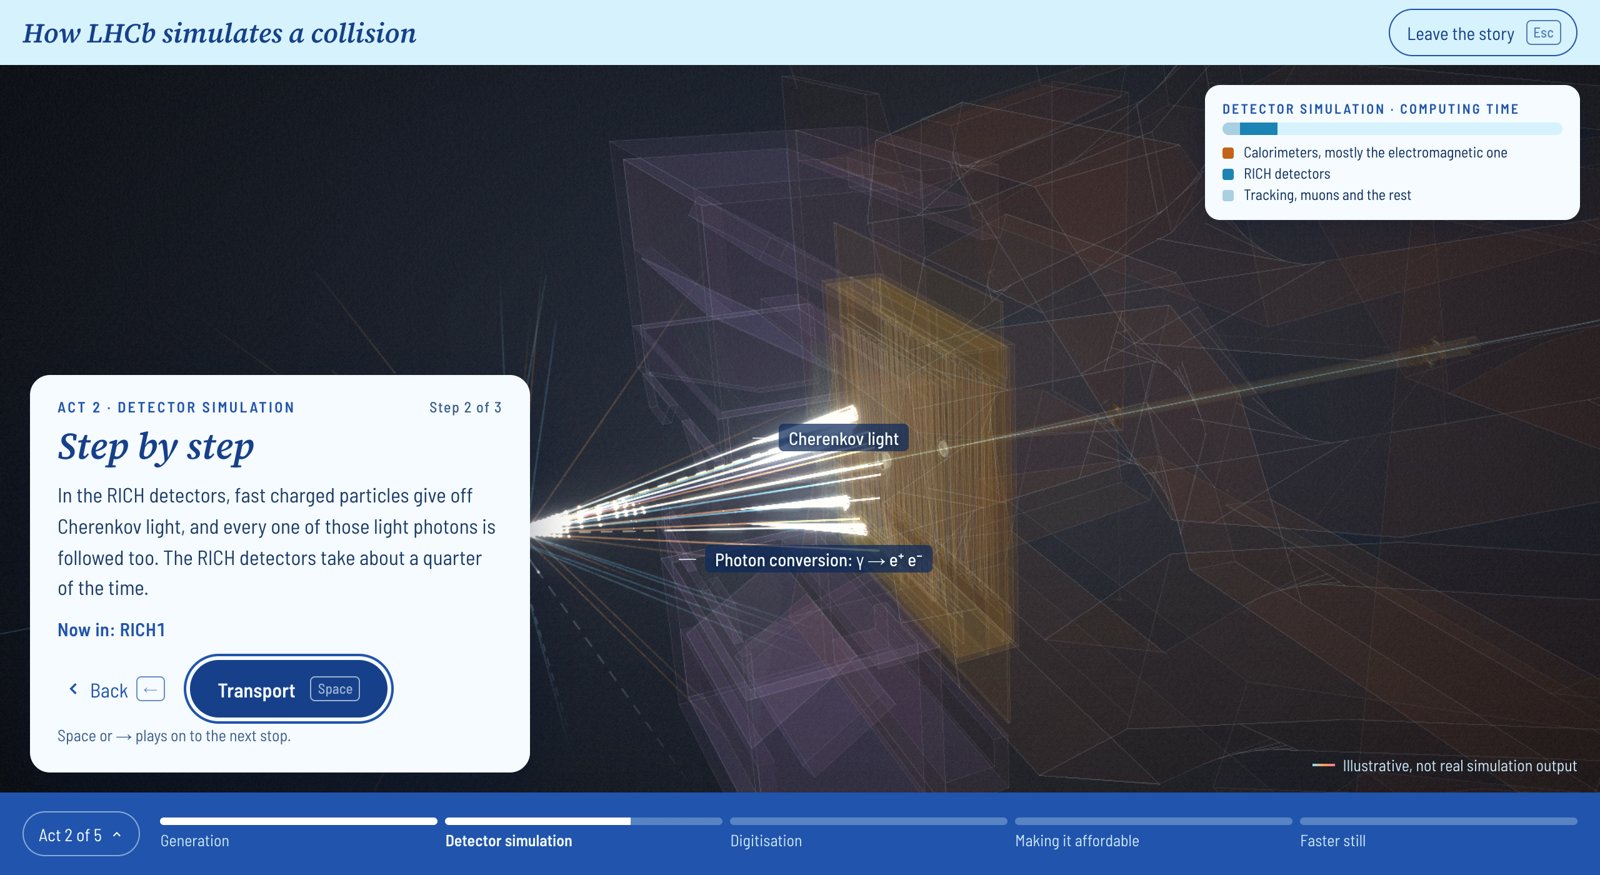 How LHCb simulates a collision
Leave the story Esc
DETECTOR SIMULATION · COMPUTING TIME
Calorimeters, mostly the electromagnetic one
RICH detectors
Tracking, muons and the rest
Cherenkov light
Photon conversion: γ → e⁺ e⁻
ACT 2 · DETECTOR SIMULATION
Step 2 of 3
Step by step
In the RICH detectors, fast charged particles give off
Cherenkov light, and every one of those light photons is
followed too. The RICH detectors take about a quarter
of the time.
Now in: RICH1
Back ←
Transport Space
Space or → plays on to the next stop.
Illustrative, not real simulation output
Act 2 of 5
Generation
Detector simulation
Digitisation
Making it affordable
Faster still